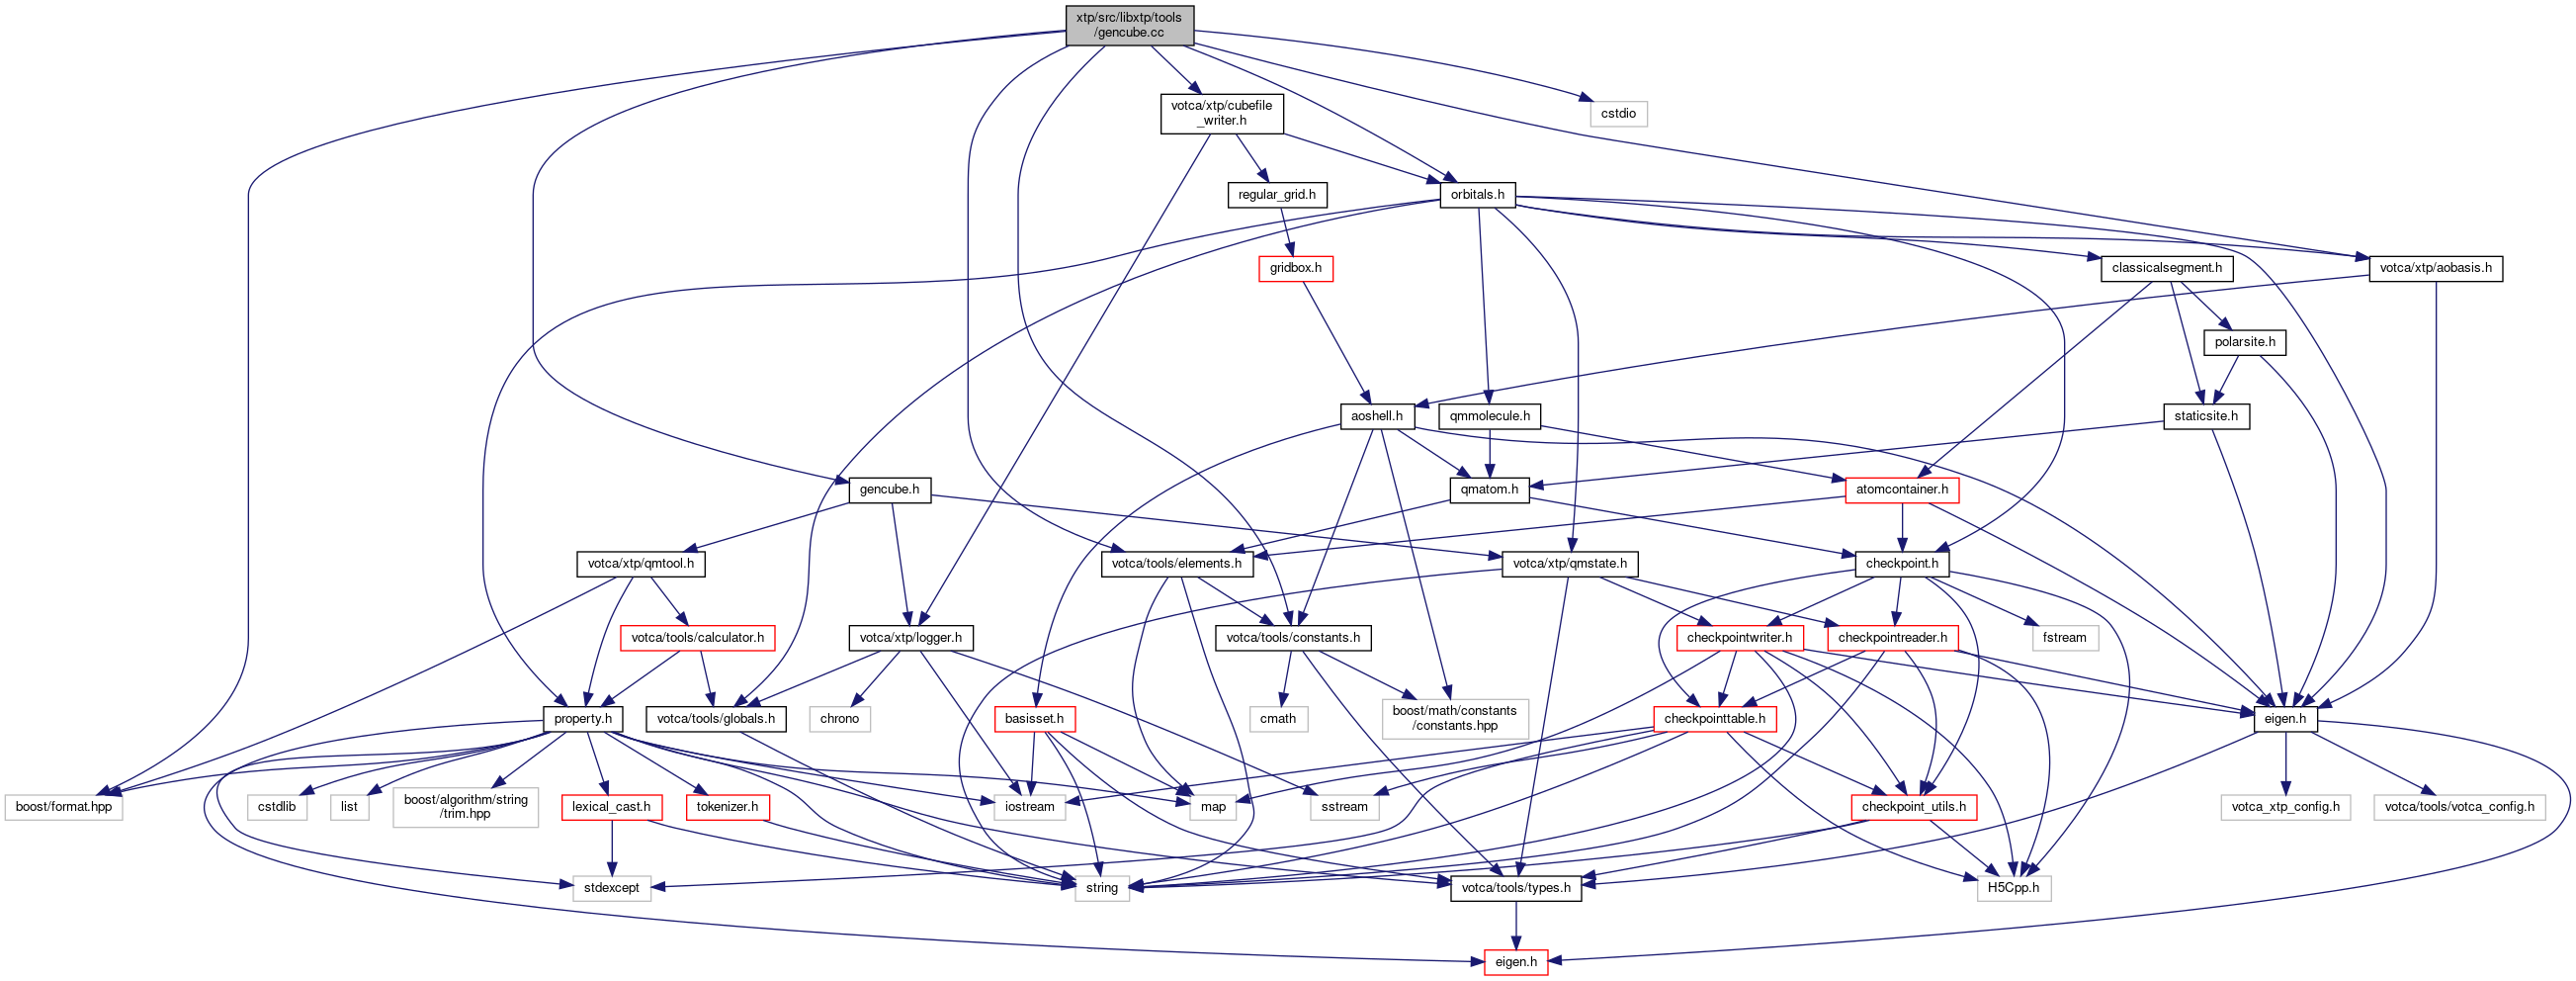 xtp/src/libxtp/tools
/gencube.cc
votca/xtp/cubefile
_writer.h
cstdio
regular_grid.h
orbitals.h
gridbox.h
classicalsegment.h
votca/xtp/aobasis.h
polarsite.h
aoshell.h
qmmolecule.h
staticsite.h
gencube.h
qmatom.h
atomcontainer.h
votca/xtp/qmtool.h
votca/tools/elements.h
votca/xtp/qmstate.h
checkpoint.h
votca/tools/calculator.h
votca/xtp/logger.h
votca/tools/constants.h
checkpointwriter.h
checkpointreader.h
fstream
property.h
votca/tools/globals.h
chrono
basisset.h
cmath
boost/math/constants
/constants.hpp
checkpointtable.h
eigen.h
boost/format.hpp
cstdlib
list
boost/algorithm/string
/trim.hpp
lexical_cast.h
tokenizer.h
iostream
map
sstream
checkpoint_utils.h
votca_xtp_config.h
votca/tools/votca_config.h
stdexcept
string
votca/tools/types.h
H5Cpp.h
eigen.h